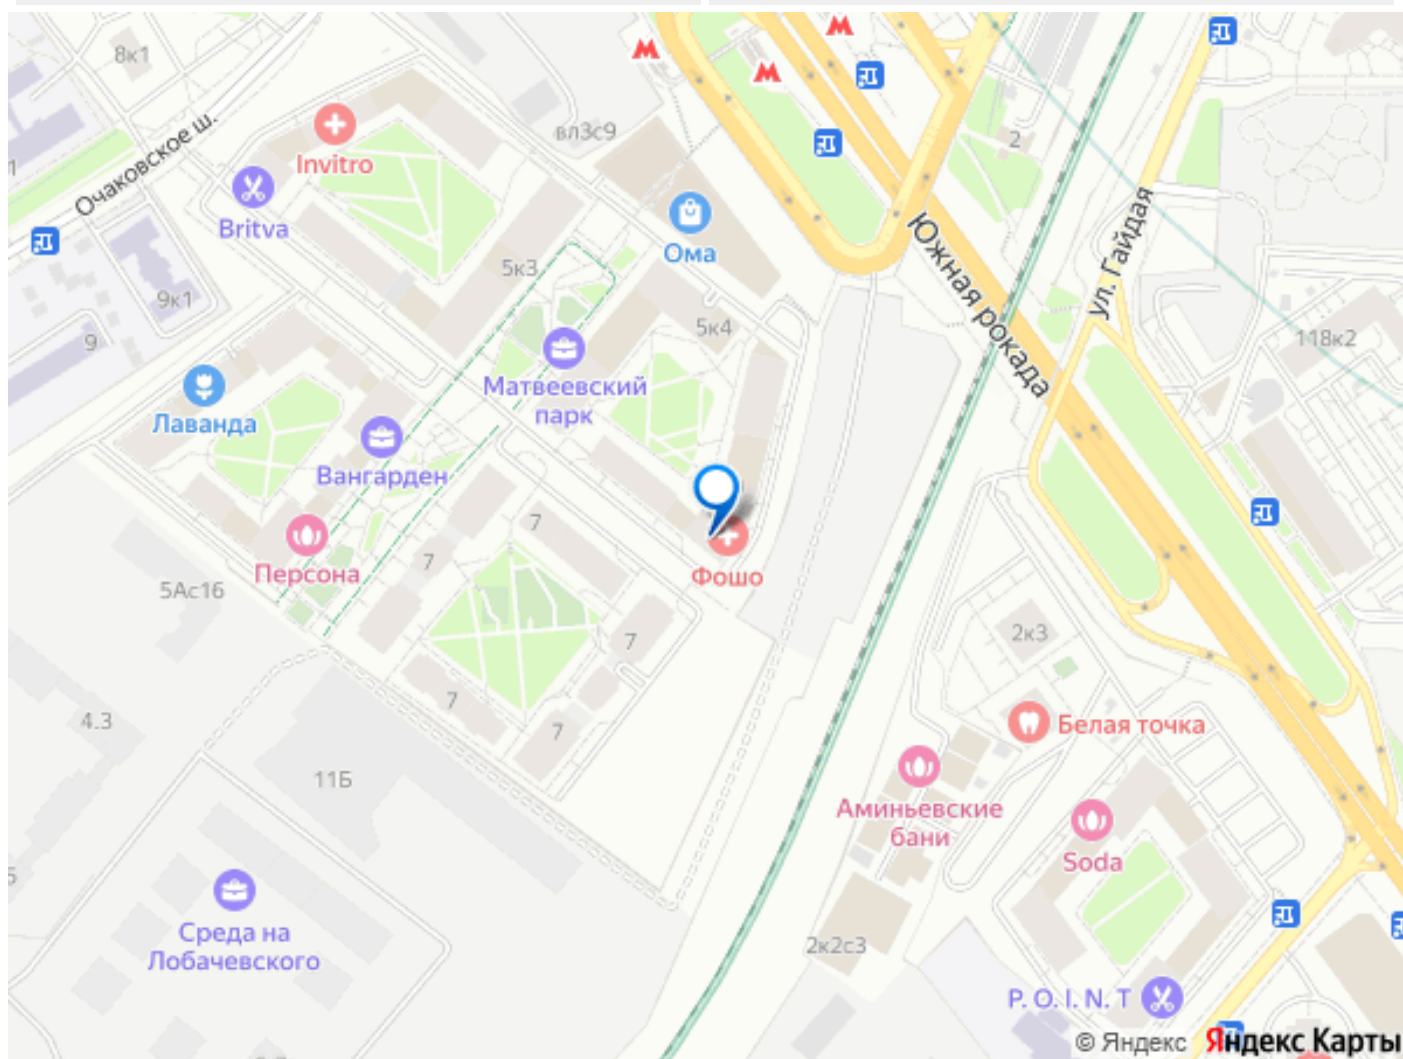 8к1
вл3с9
2
Очаковское ш.
Invitro
Britva
Ома
Южная рокада
ул. Гайдая
1
5к3
9к1
9
5к4
118к2
Матвеевский
парк
Лаванда
Вангарден
7
7
Персона
Фошо
5Ас16
7
2к3
7
7
4.3
11Б
Белая точка
Аминьевские
бани
Soda
5
Среда на
Лобачевского
2к2с3
P. O. I. N. T
© Яндекс
Яндекс Карты